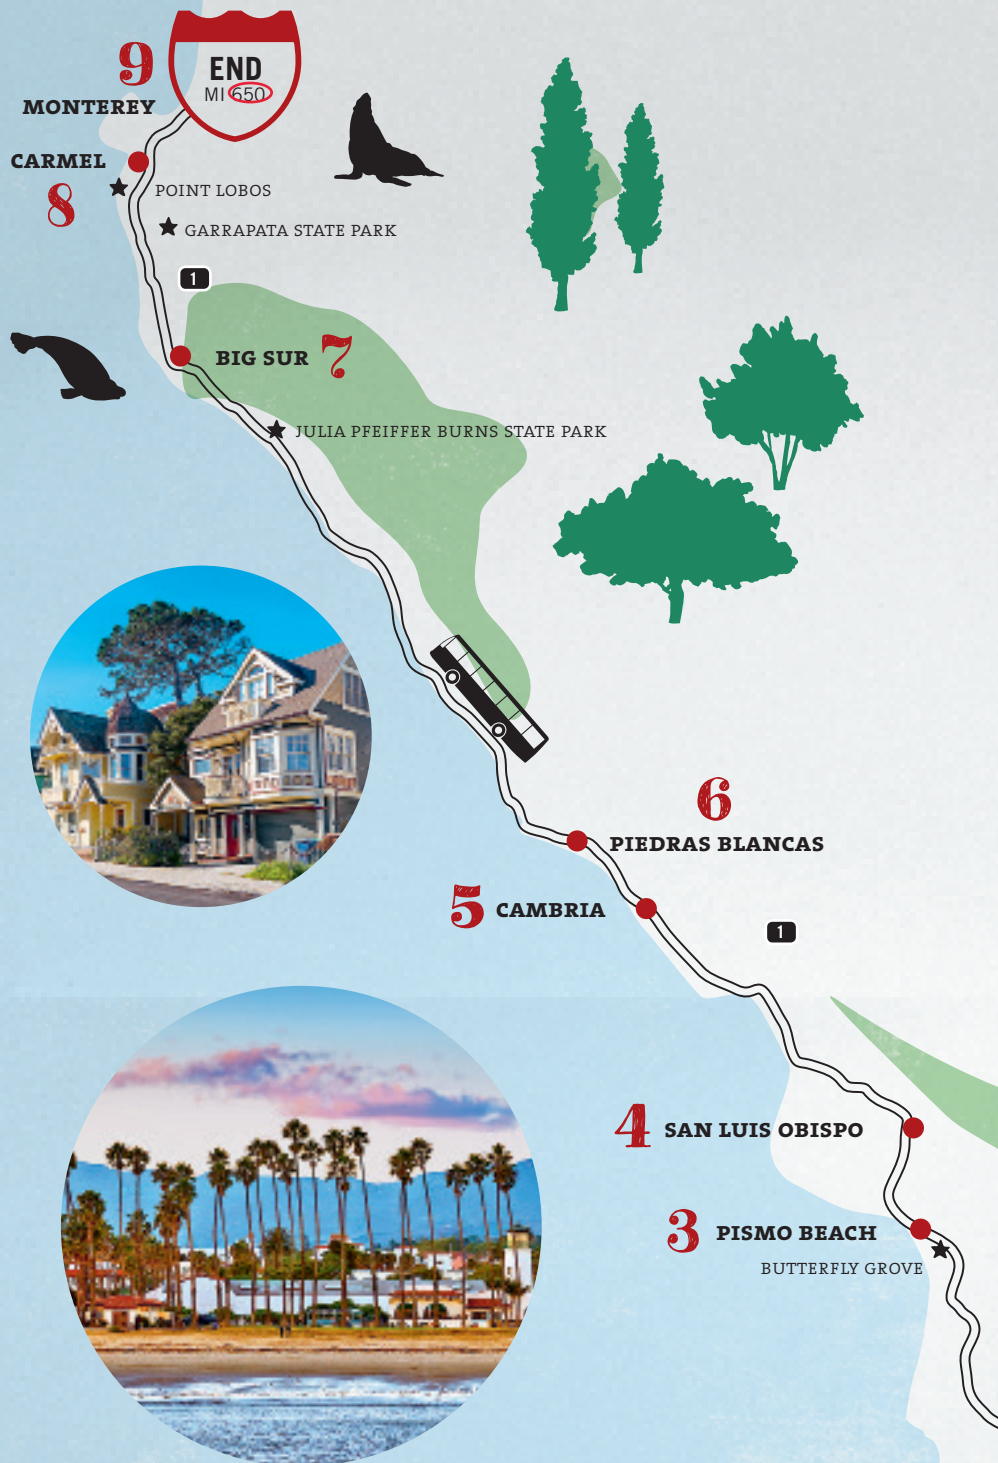 9
END
MI 650
MONTEREY
CARMEL
8
POINT LOBOS
GARRAPATA STATE PARK
1
BIG SUR 7
JULIA PFEIFFER BURNS STATE PARK
6
PIEDRAS BLANCAS
5 CAMBRIA
1
4 SAN LUIS OBISPO
3 PISMO BEACH
BUTTERFLY GROVE